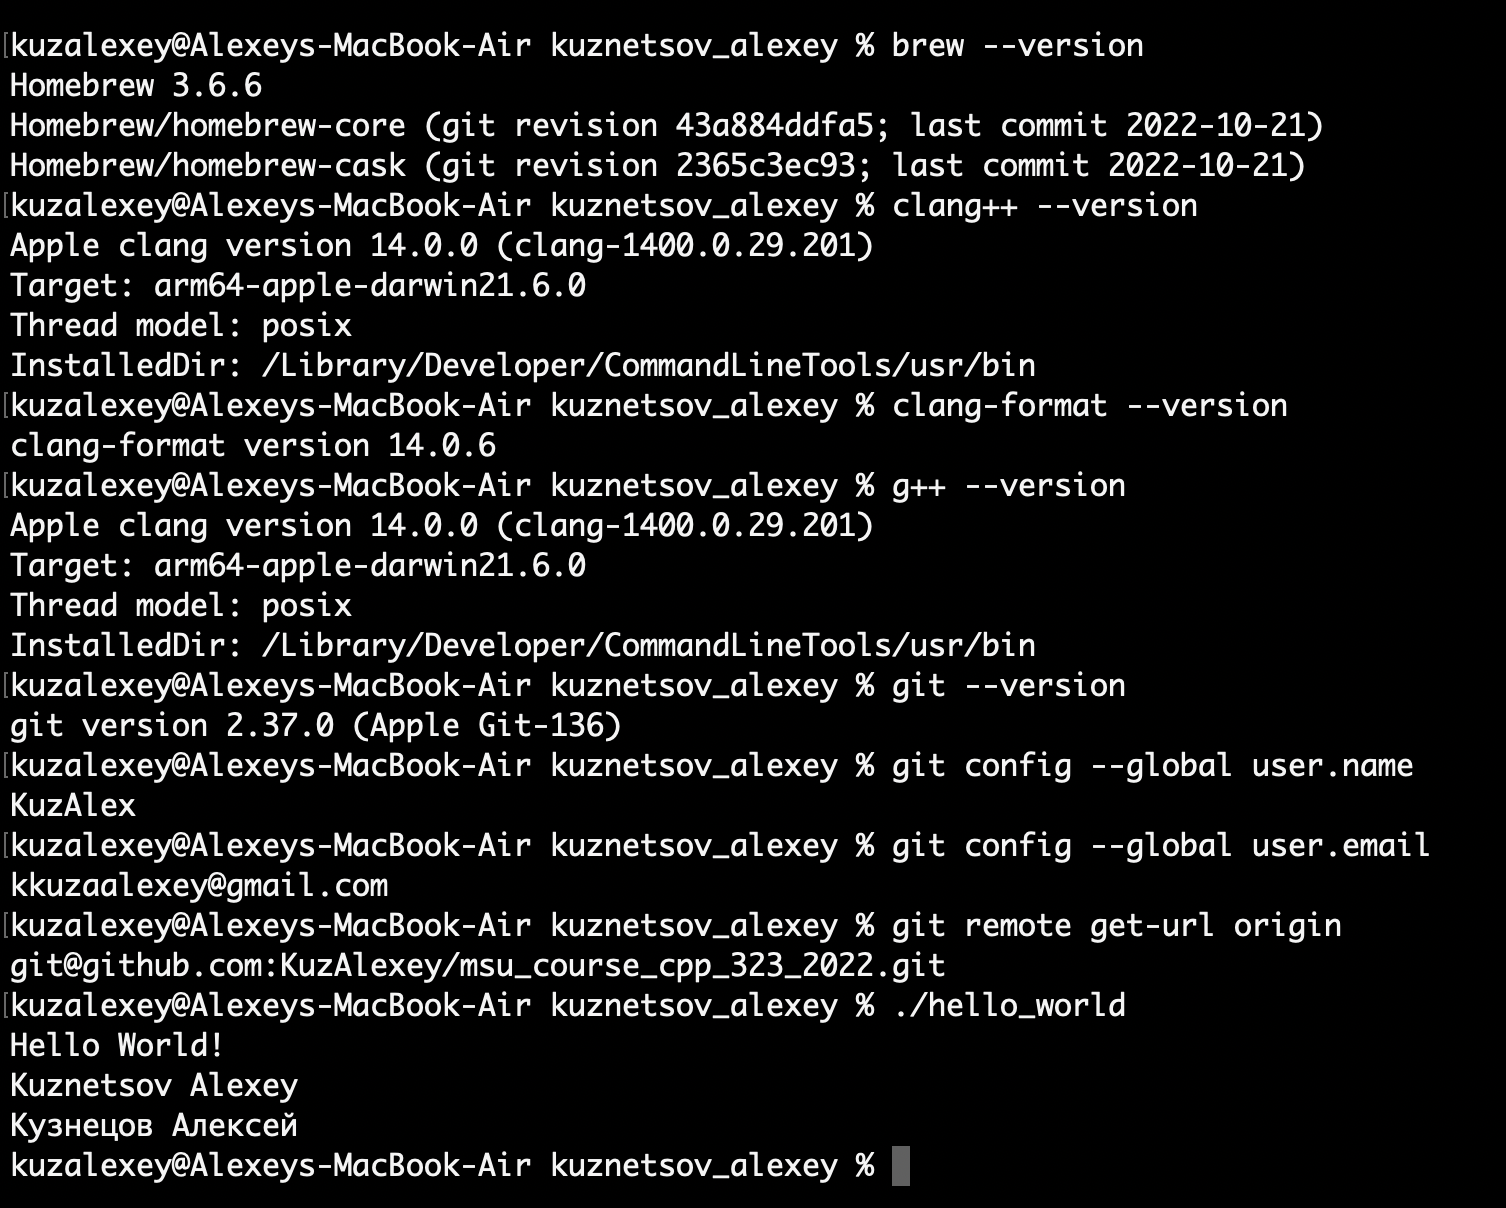 [kuzalexey@Alexeys-MacBook-Air kuznetsov_alexey % brew --version
Homebrew 3.6.6
Homebrew/homebrew-core (git revision 43a884ddfa5; last commit 2022-10-21)
Homebrew/homebrew-cask (git revision 2365c3ec93; last commit 2022-10-21)
[kuzalexey@Alexeys-MacBook-Air kuznetsov_alexey % clang++ --version
Apple clang version 14.0.0 (clang-1400.0.29.201)
Target: arm64-apple-darwin21.6.0
Thread model: posix
InstalledDir: /Library/Developer/CommandLineTools/usr/bin
[kuzalexey@Alexeys-MacBook-Air kuznetsov_alexey % clang-format --version
clang-format version 14.0.6
[kuzalexey@Alexeys-MacBook-Air kuznetsov_alexey % g++ --version
Apple clang version 14.0.0 (clang-1400.0.29.201)
Target: arm64-apple-darwin21.6.0
Thread model: posix
InstalledDir: /Library/Developer/CommandLineTools/usr/bin
[kuzalexey@Alexeys-MacBook-Air kuznetsov_alexey % git --version
git version 2.37.0 (Apple Git-136)
[kuzalexey@Alexeys-MacBook-Air kuznetsov_alexey % git config --global user.name
KuzAlex
[kuzalexey@Alexeys-MacBook-Air kuznetsov_alexey % git config --global user.email
kkuzaalexey@gmail.com
[kuzalexey@Alexeys-MacBook-Air kuznetsov_alexey % git remote get-url origin
git@github.com:KuzAlexey/msu_course_cpp_323_2022.git
[kuzalexey@Alexeys-MacBook-Air kuznetsov_alexey % ./hello_world
Hello World!
Kuznetsov Alexey
Кузнецов Алексей
kuzalexey@Alexeys-MacBook-Air kuznetsov_alexey %